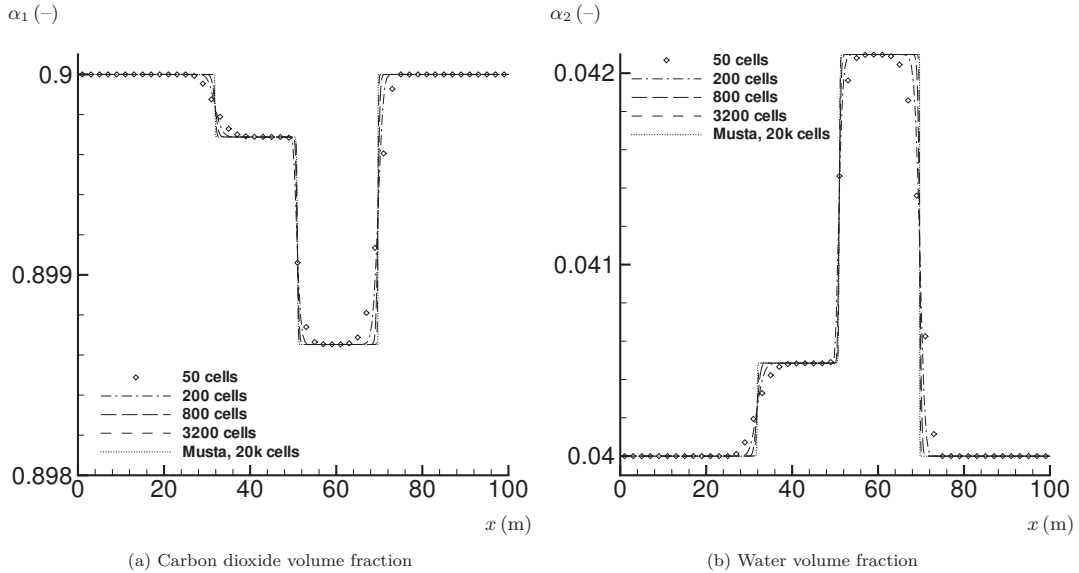 α₁ (–)
0.9
0.899
0.898
50 cells
200 cells
800 cells
3200 cells
Musta, 20k cells
0 20 40 60 80 100
x (m)
(a) Carbon dioxide volume fraction
α₂ (–)
50 cells
200 cells
800 cells
3200 cells
Musta, 20k cells
0.042
0.041
0.04
0 20 40 60 80 100
x (m)
(b) Water volume fraction